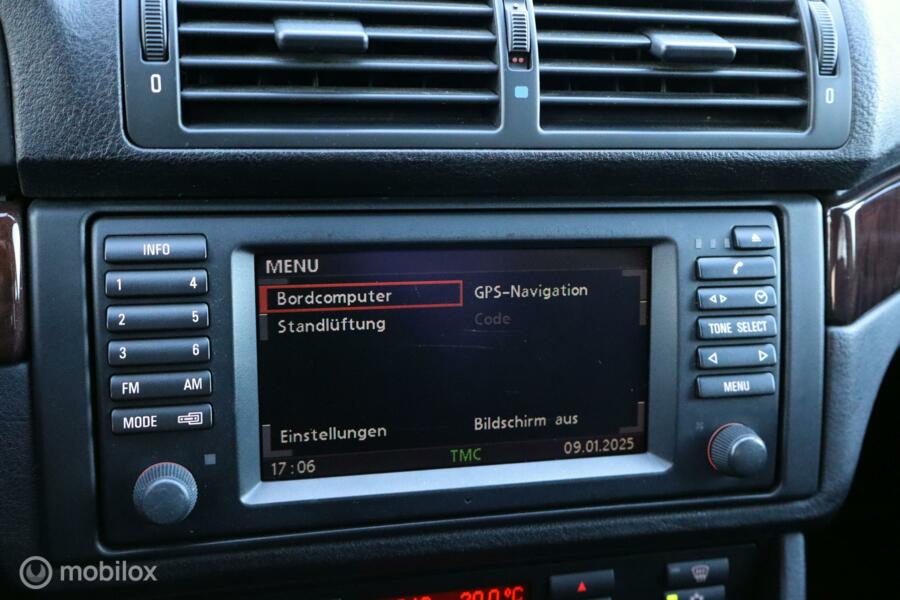 0
0
INFO
1 4
2 5
3 6
FM AM
MODE
MENU
Bordcomputer GPS-Navigation
Standlüftung Code
Einstellungen Bildschirm aus
17:06 TMC 09.01.2025
TONE SELECT
MENU
mobilox